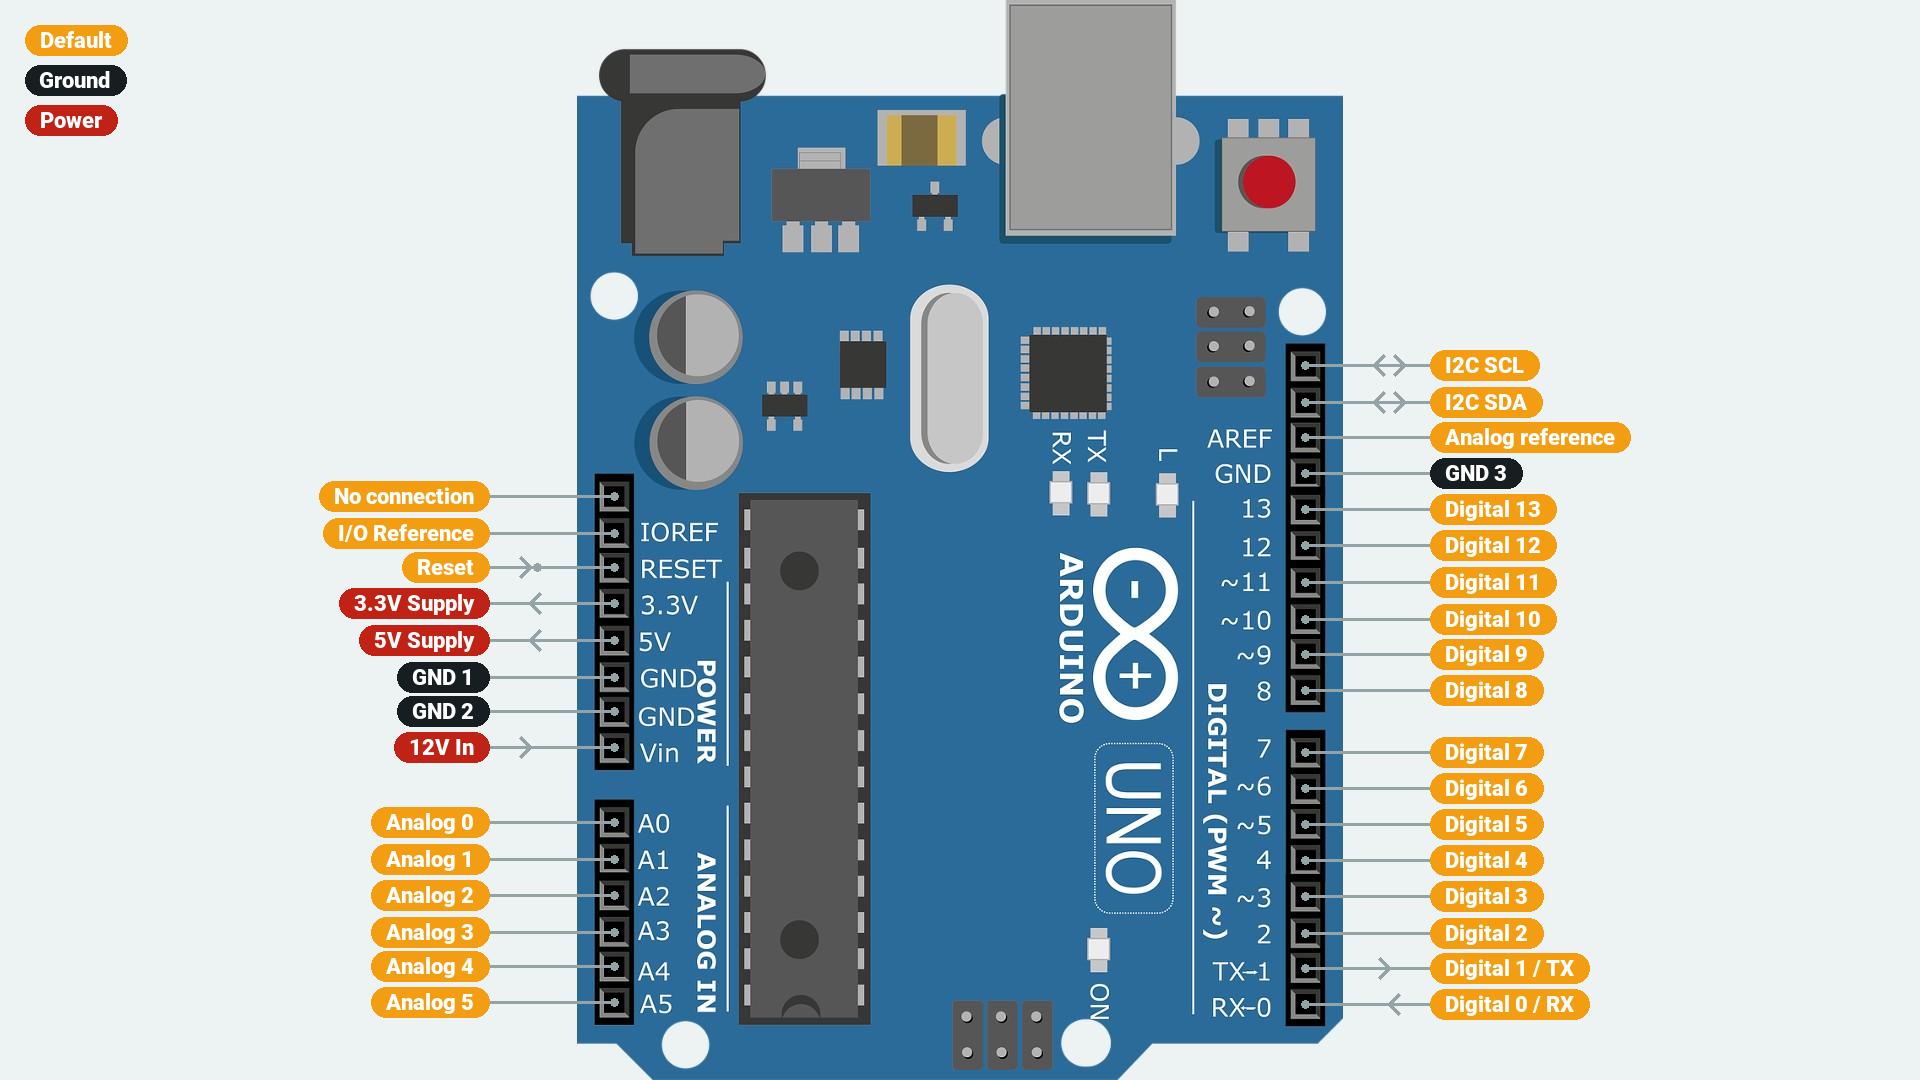 Default
Ground
Power
No connection
I/O Reference
Reset
3.3V Supply
5V Supply
GND 1
GND 2
12V In
Analog 0
Analog 1
Analog 2
Analog 3
Analog 4
Analog 5
IOREF
RESET
3.3V
5V
GND
GND
Vin
POWER
A0
A1
A2
A3
A4
A5
ANALOG IN
RX
TX
L
ARDUINO
UNO
ON
AREF
GND
13
12
~11
~10
~9
8
7
~6
~5
4
~3
2
TX→1
RX←0
DIGITAL (PWM ~)
I2C SCL
I2C SDA
Analog reference
GND 3
Digital 13
Digital 12
Digital 11
Digital 10
Digital 9
Digital 8
Digital 7
Digital 6
Digital 5
Digital 4
Digital 3
Digital 2
Digital 1 / TX
Digital 0 / RX